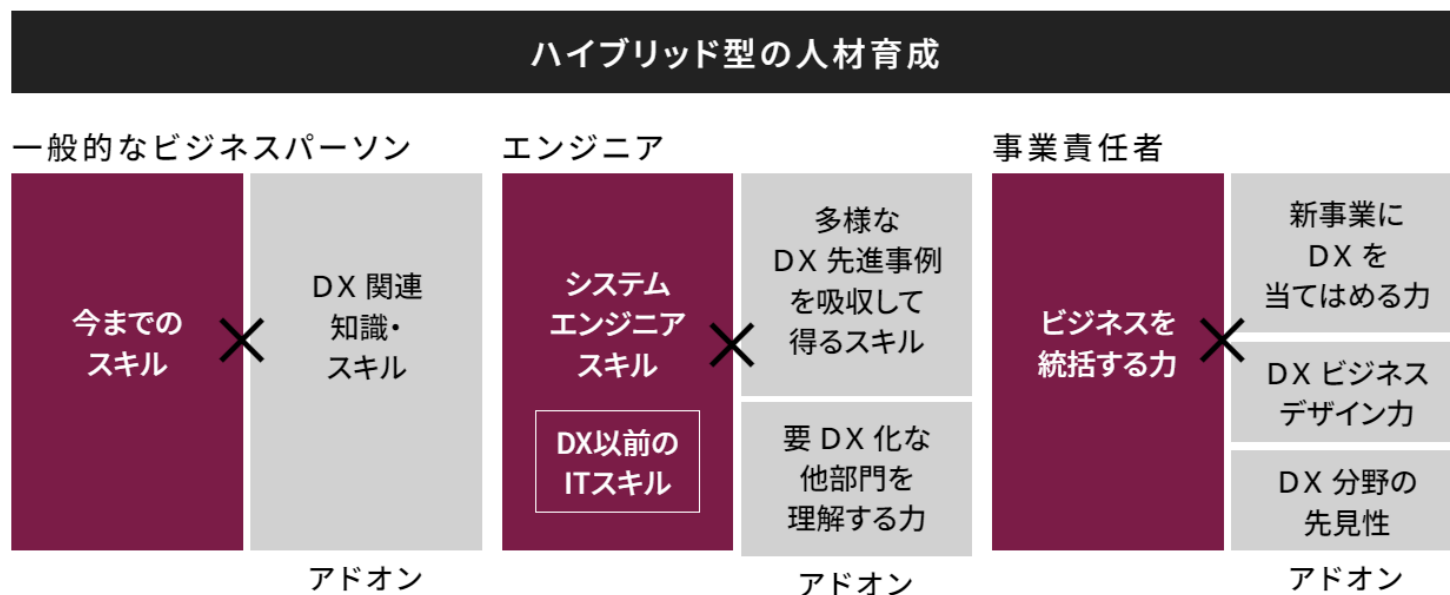 ハイブリッド型の人材育成
一般的なビジネスパーソン
今までの
スキル
×
DX 関連
知識・
スキル
アドオン
エンジニア
システム
エンジニア
スキル
DX以前の
ITスキル
×
多様な
DX 先進事例
を吸収して
得るスキル
要 DX 化な
他部門を
理解する力
アドオン
事業責任者
ビジネスを
統括する力
×
新事業に
DX を
当てはめる力
DX ビジネス
デザイン力
DX 分野の
先見性
アドオン